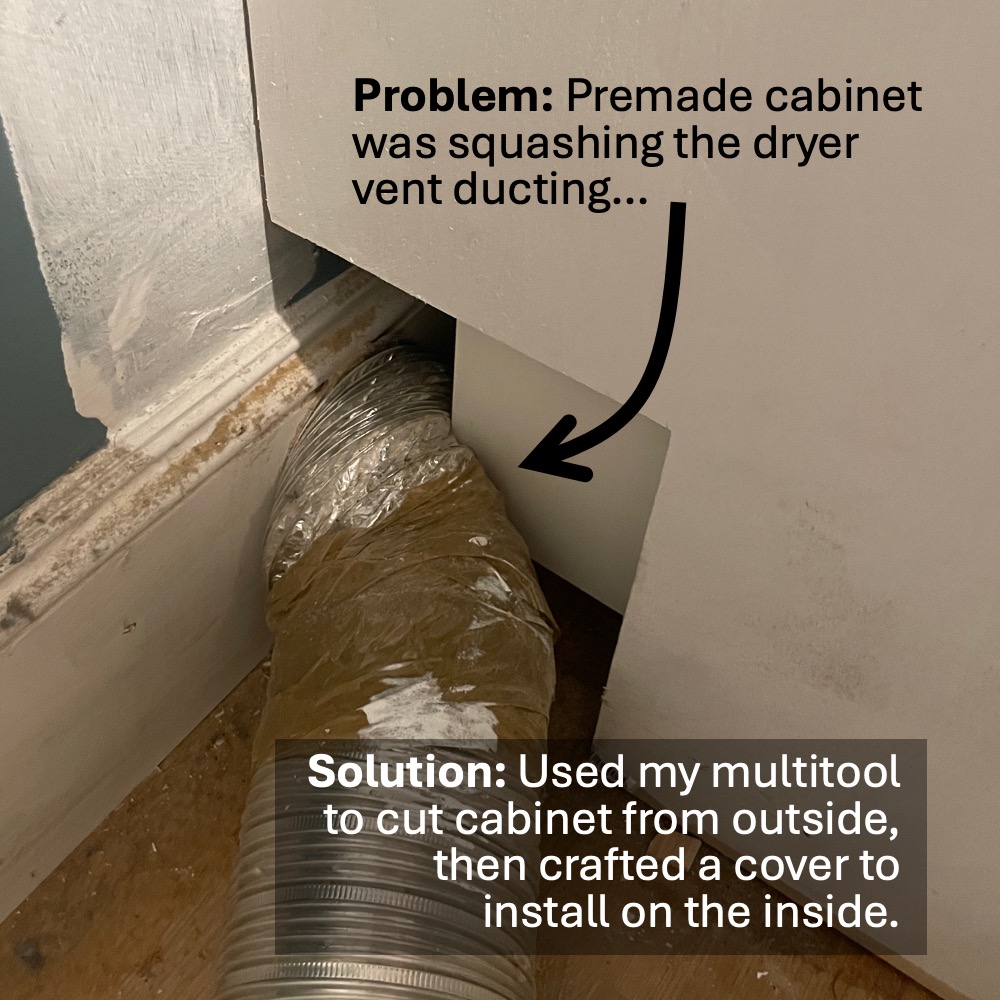 Problem: Premade cabinet
was squashing the dryer
vent ducting...
Solution: Used my multitool
to cut cabinet from outside,
then crafted a cover to
install on the inside.